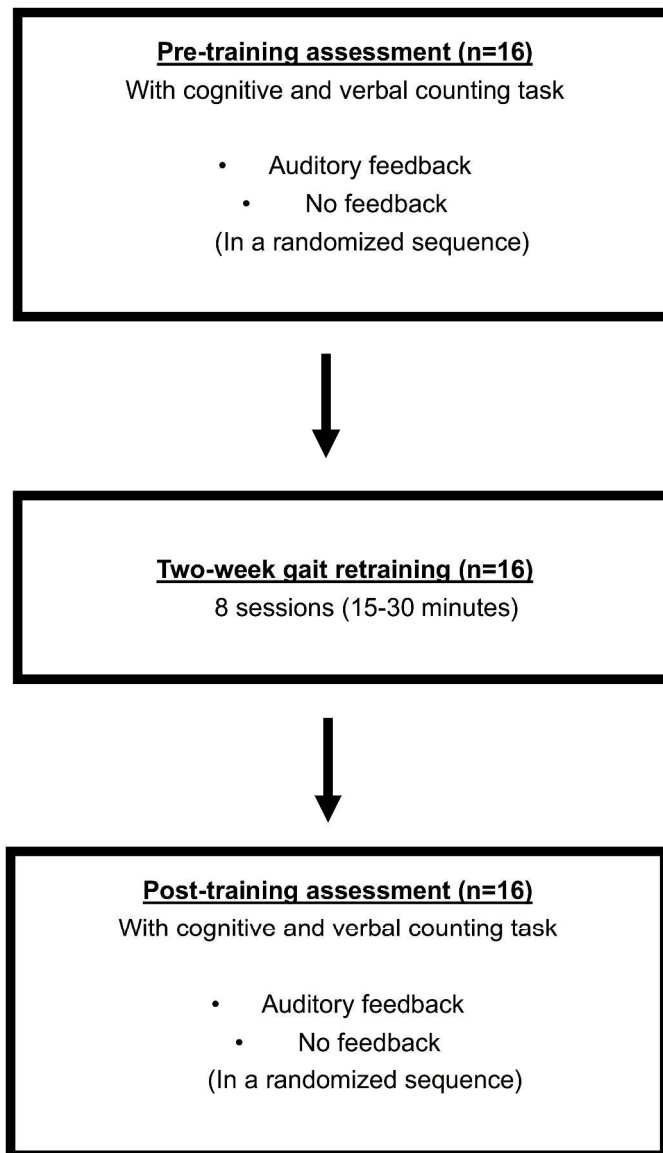 Pre-training assessment (n=16)
With cognitive and verbal counting task
• Auditory feedback
• No feedback
(In a randomized sequence)
Two-week gait retraining (n=16)
8 sessions (15-30 minutes)
Post-training assessment (n=16)
With cognitive and verbal counting task
• Auditory feedback
• No feedback
(In a randomized sequence)